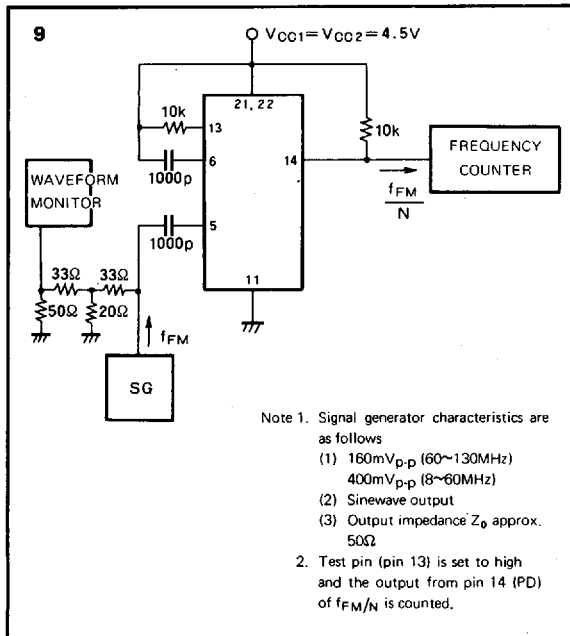 9
VCC1=VCC2=4.5V
10k
13
21, 22
10k
6
14
1000p
FREQUENCY
COUNTER
WAVEFORM
MONITOR
fFM
N
5
1000p
33Ω
33Ω
50Ω
20Ω
11
fFM
SG
Note 1. Signal generator characteristics are
as follows
(1) 160mVp-p (60~130MHz)
400mVp-p (8~60MHz)
(2) Sinewave output
(3) Output impedance Z0 approx.
50Ω
2. Test pin (pin 13) is set to high
and the output from pin 14 (PD)
of fFM/N is counted.